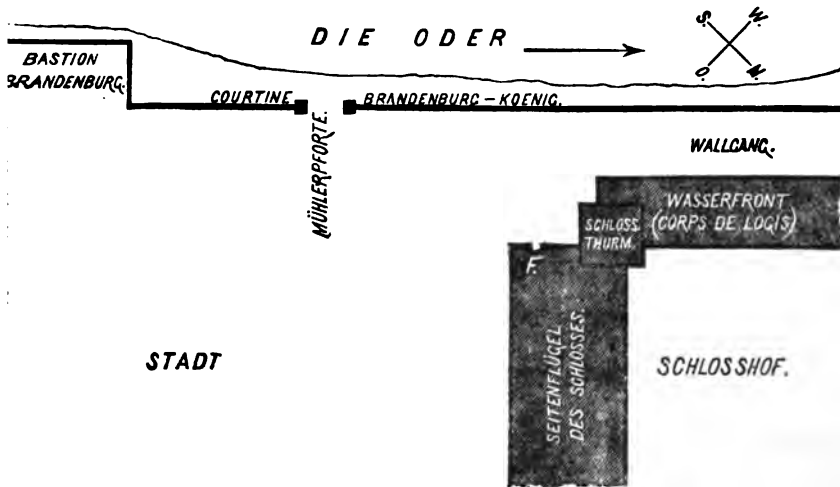 DIE ODER
S. W.
O. N.
BASTION
BRANDENBURG.
COURTINE BRANDENBURG-KOENIG.
MÜHLERPFORTE.
WALLGANG.
WASSERFRONT
(CORPS DE LOGIS)
SCHLOSS
THURM.
F.
SEITENFLÜGEL
DES SCHLOSSES.
STADT
SCHLOSSHOF.